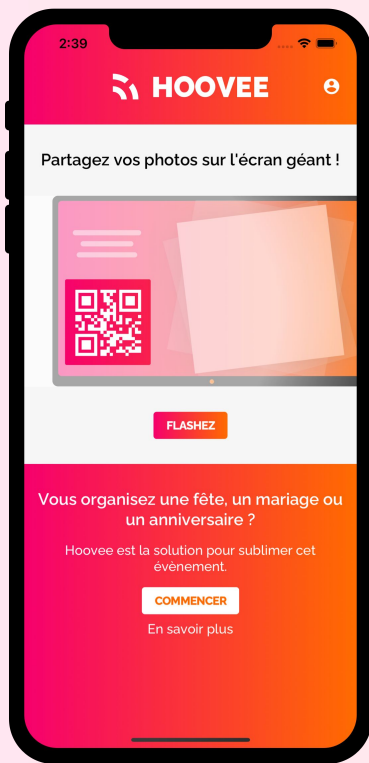 2:39
HOOVEE
Partagez vos photos sur l'écran géant !
FLASHEZ
Vous organisez une fête, un mariage ou
un anniversaire ?
Hoovee est la solution pour sublimer cet
évènement.
COMMENCER
En savoir plus